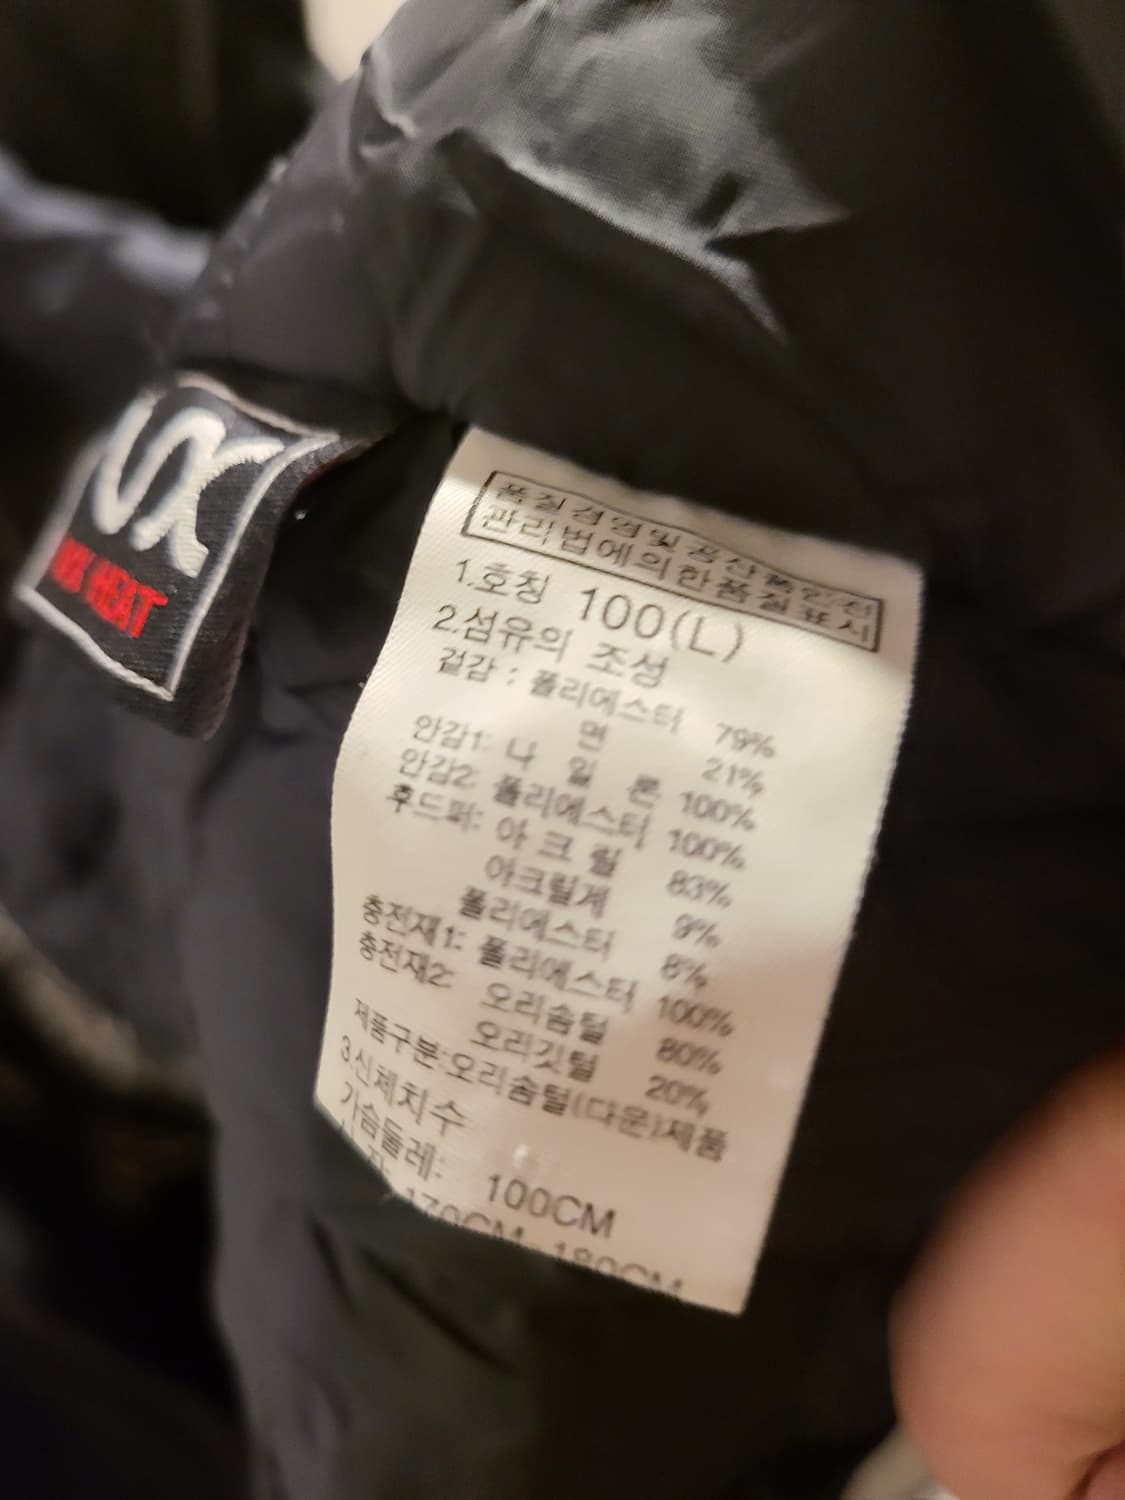 품질경영및공산품안전
관리법에의한품질표시
1.호칭 100(L)
2.섬유의 조성
겉감 : 폴리에스터 79%
면 21%
안감1: 나 일 론 100%
안감2: 폴리에스터 100%
후드퍼: 아 크 릴 83%
아크릴계 9%
폴리에스터 8%
충전재1: 폴리에스터 100%
충전재2: 오리솜털 80%
오리깃털 20%
제품구분:오리솜털(다운)제품
3.신체치수
가슴둘레: 100CM
170CM 180CM
HEAT